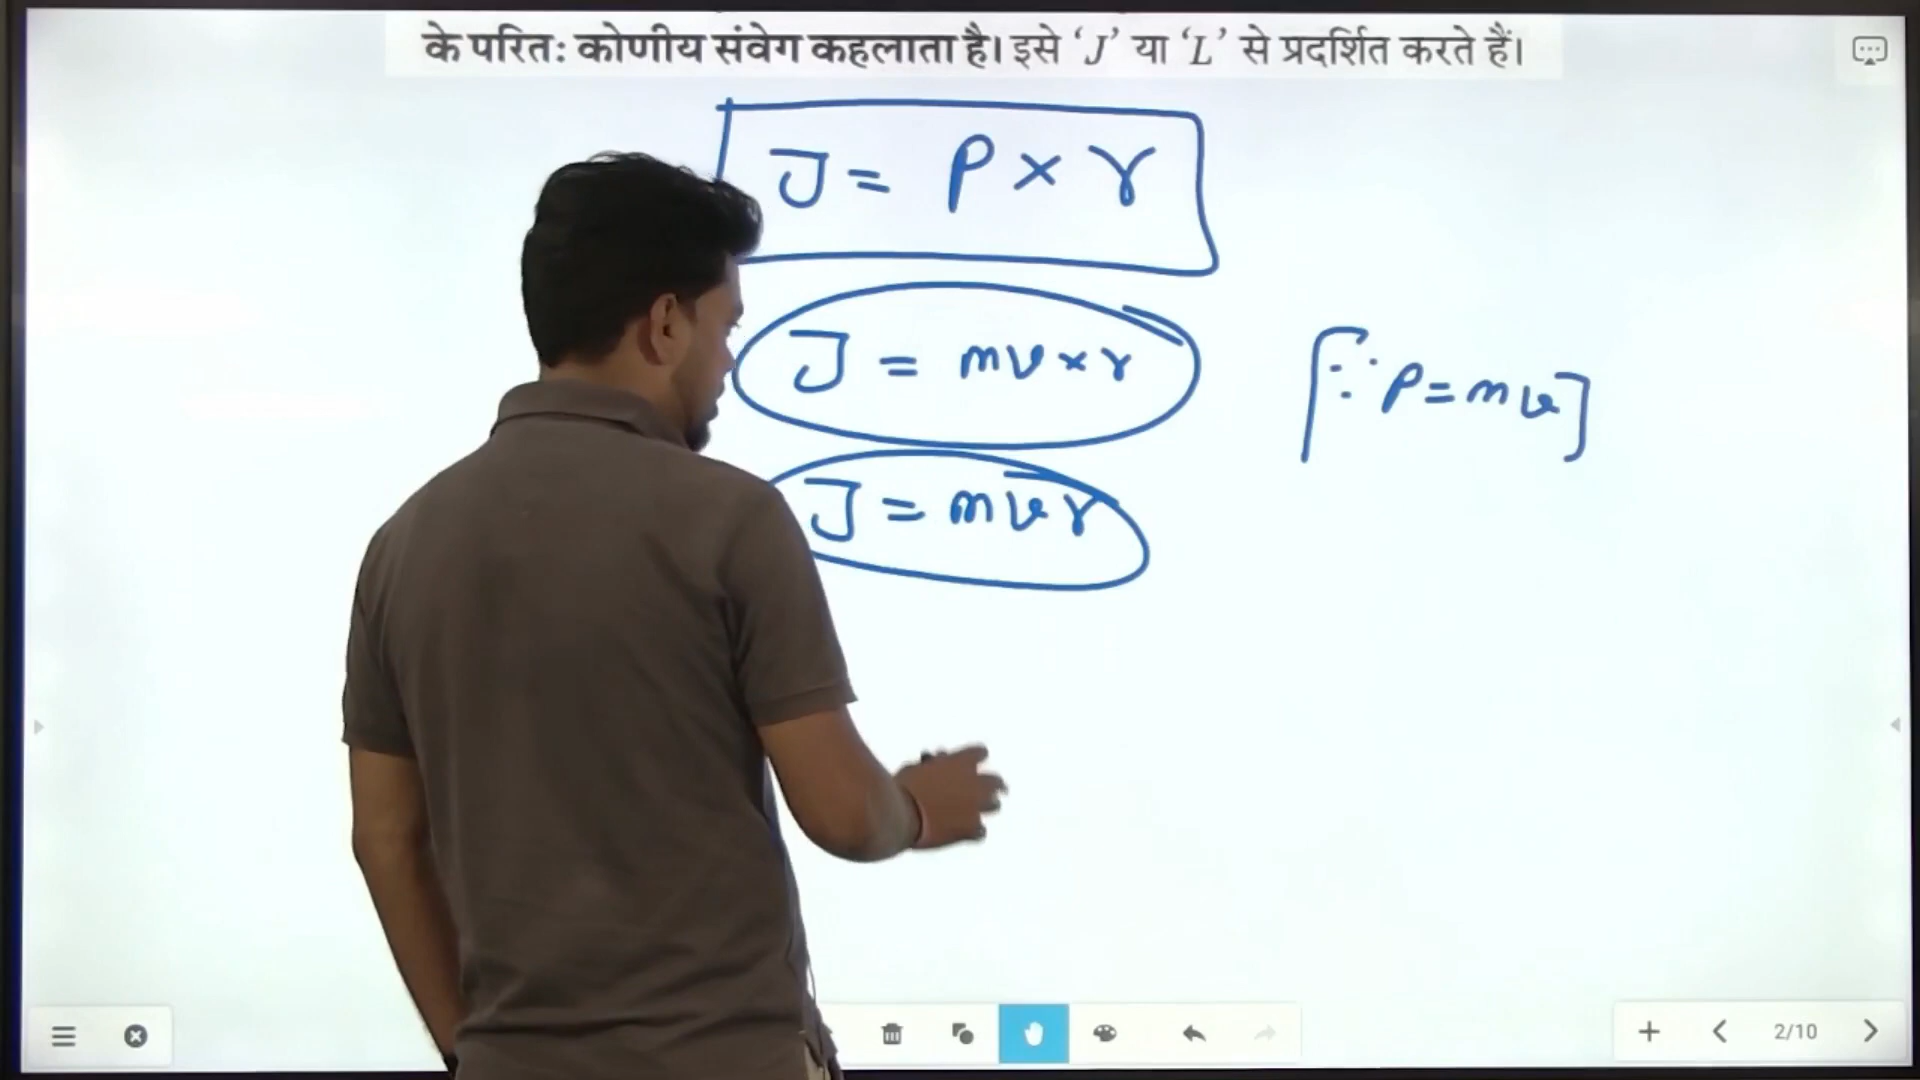 के परितः कोणीय संवेग कहलाता है। इसे ‘J’ या ‘L’ से प्रदर्शित करते हैं।
J = P × r
J = mv × r
[∵ P = mv]
J = mvr
2/10